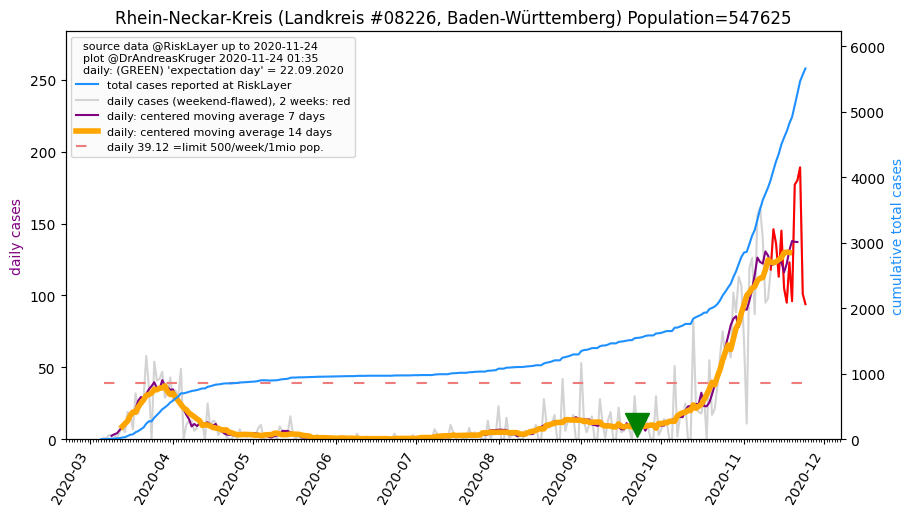 Rhein-Neckar-Kreis (Landkreis #08226, Baden-Württemberg) Population=547625
source data @RiskLayer up to 2020-11-24
plot @DrAndreasKruger 2020-11-24 01:35
daily: (GREEN) 'expectation day' = 22.09.2020
total cases reported at RiskLayer
daily cases (weekend-flawed), 2 weeks: red
daily: centered moving average 7 days
daily: centered moving average 14 days
daily 39.12 =limit 500/week/1mio pop.
daily cases
0
50
100
150
200
250
cumulative total cases
0
1000
2000
3000
4000
5000
6000
2020-03
2020-04
2020-05
2020-06
2020-07
2020-08
2020-09
2020-10
2020-11
2020-12